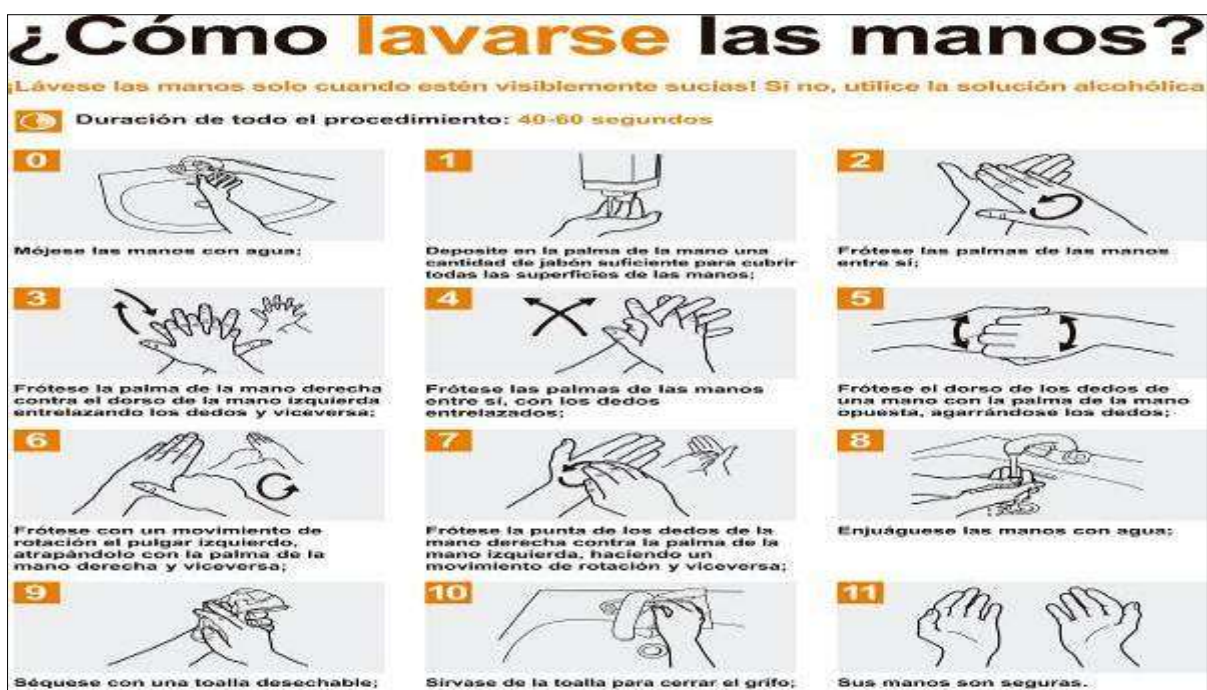 ¿Cómo lavarse las manos?
¡Lávese las manos solo cuando estén visiblemente sucias! Si no, utilice la solución alcohólica
Duración de todo el procedimiento: 40-60 segundos
0
Mójese las manos con agua;
1
Deposite en la palma de la mano una
cantidad de jabón suficiente para cubrir
todas las superficies de las manos;
2
Frótese las palmas de las manos
entre sí;
3
Frótese la palma de la mano derecha
contra el dorso de la mano izquierda
entrelazando los dedos y viceversa;
4
Frótese las palmas de las manos
entre sí, con los dedos
entrelazados;
5
Frótese el dorso de los dedos de
una mano con la palma de la mano
opuesta, agarrándose los dedos;
6
Frótese con un movimiento de
rotación el pulgar izquierdo,
atrapándolo con la palma de la
mano derecha y viceversa;
7
Frótese la punta de los dedos de la
mano derecha contra la palma de la
mano izquierda, haciendo un
movimiento de rotación y viceversa;
8
Enjuáguese las manos con agua;
9
Séquese con una toalla desechable;
10
Sírvase de la toalla para cerrar el grifo;
11
Sus manos son seguras.